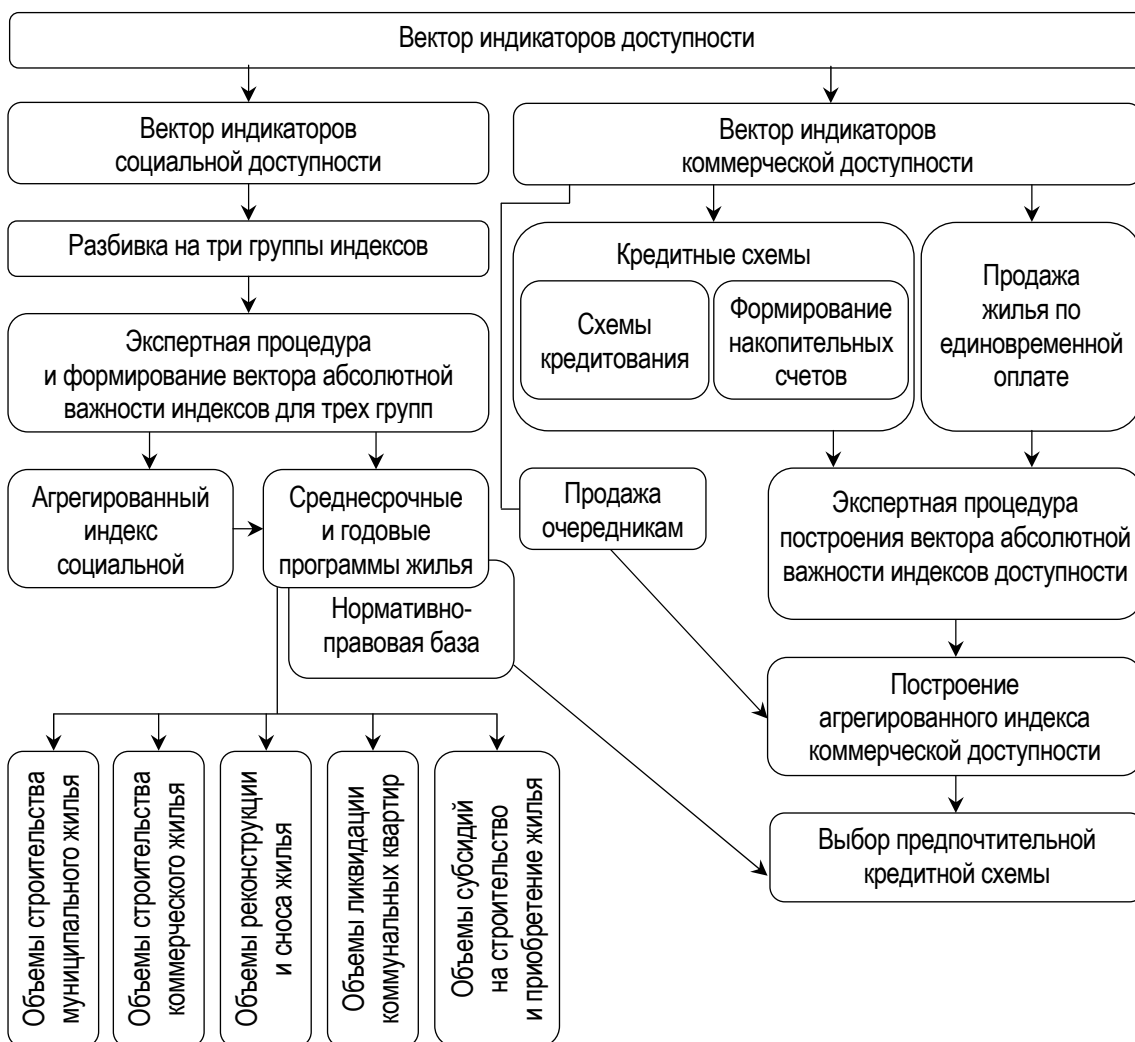 Вектор индикаторов доступности
Вектор индикаторов
социальной доступности
Вектор индикаторов
коммерческой доступности
Разбивка на три группы индексов
Кредитные схемы
Схемы
кредитования
Формирование
накопительных
счетов
Продажа
жилья по
единовременной
оплате
Экспертная процедура
и формирование вектора абсолютной
важности индексов для трех групп
Агрегированный
индекс
социальной
Среднесрочные
и годовые
программы жилья
Продажа
очередникам
Экспертная процедура
построения вектора абсолютной
важности индексов доступности
Нормативно-
правовая база
Построение
агрегированного индекса
коммерческой доступности
Выбор предпочтительной
кредитной схемы
Объемы строительства
муниципального жилья
Объемы строительства
коммерческого жилья
Объемы реконструкции
и сноса жилья
Объемы ликвидации
коммунальных квартир
Объемы субсидий
на строительство
и приобретение жилья